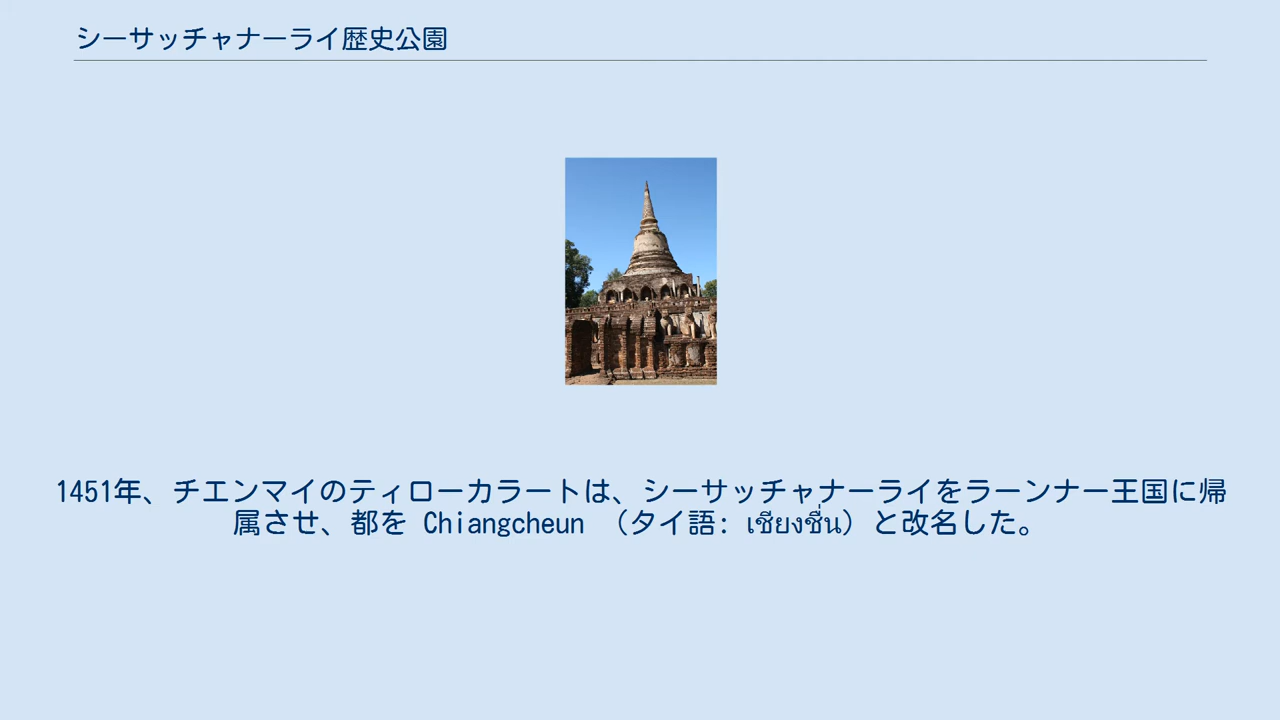 シーサッチャナーライ歴史公園
1451年、チエンマイのティローカラートは、シーサッチャナーライをラーンナー王国に帰
属させ、都を Chiangcheun （タイ語: เชียงชื่น）と改名した。